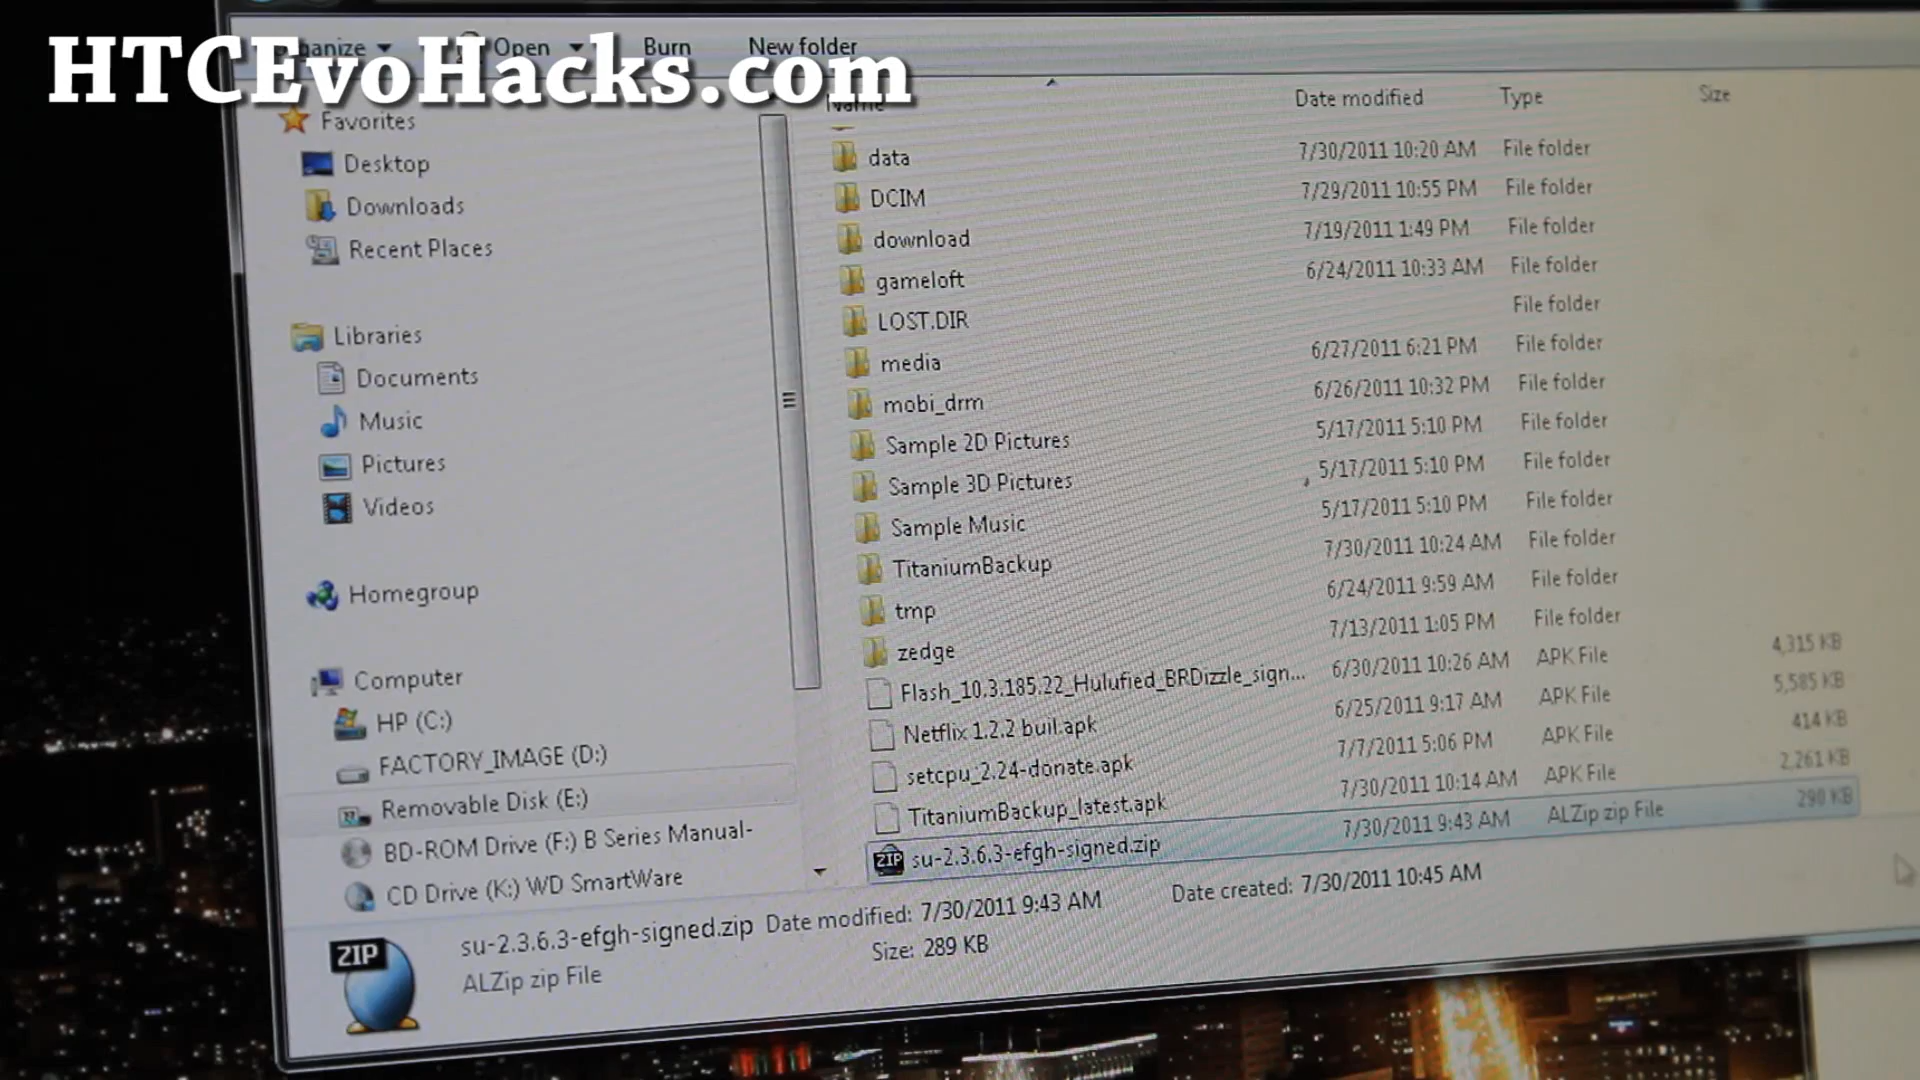 HTCEvoHacks.com
Open Burn New folder
Name Date modified Type Size
Favorites
Desktop
Downloads
Recent Places
Libraries
Documents
Music
Pictures
Videos
Homegroup
Computer
HP (C:)
FACTORY_IMAGE (D:)
Removable Disk (E:)
BD-ROM Drive (F:) B Series Manual-
CD Drive (K:) WD SmartWare
data 7/30/2011 10:20 AM File folder
DCIM 7/29/2011 10:55 PM File folder
download 7/19/2011 1:49 PM File folder
gameloft 6/24/2011 10:33 AM File folder
LOST.DIR File folder
media 6/27/2011 6:21 PM File folder
mobi_drm 6/26/2011 10:32 PM File folder
Sample 2D Pictures 5/17/2011 5:10 PM File folder
Sample 3D Pictures 5/17/2011 5:10 PM File folder
Sample Music 5/17/2011 5:10 PM File folder
TitaniumBackup 7/30/2011 10:24 AM File folder
tmp 6/24/2011 9:59 AM File folder
zedge 7/13/2011 1:05 PM File folder
Flash_10.3.185.22_Hulufied_BRDizzle_sign... 6/30/2011 10:26 AM APK File 4,315 KB
Netflix 1.2.2 buil.apk 6/25/2011 9:17 AM APK File 5,585 KB
setcpu_2.24-donate.apk 7/7/2011 5:06 PM APK File 414 KB
TitaniumBackup_latest.apk 7/30/2011 10:14 AM APK File 2,261 KB
ZIP su-2.3.6.3-efgh-signed.zip 7/30/2011 9:43 AM ALZip zip File 290 KB
ZIP
su-2.3.6.3-efgh-signed.zip Date modified: 7/30/2011 9:43 AM Date created: 7/30/2011 10:45 AM
ALZip zip File Size: 289 KB